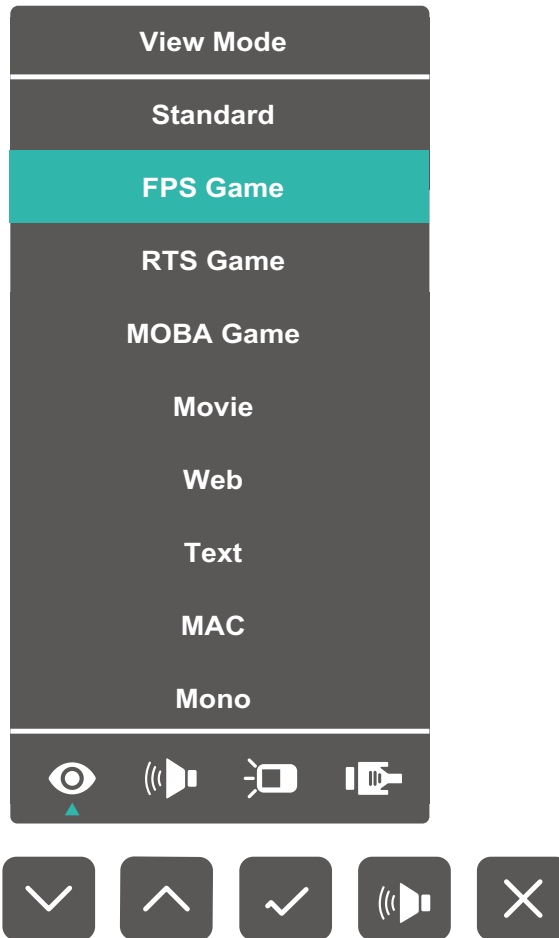 View Mode
Standard
FPS Game
RTS Game
MOBA Game
Movie
Web
Text
MAC
Mono